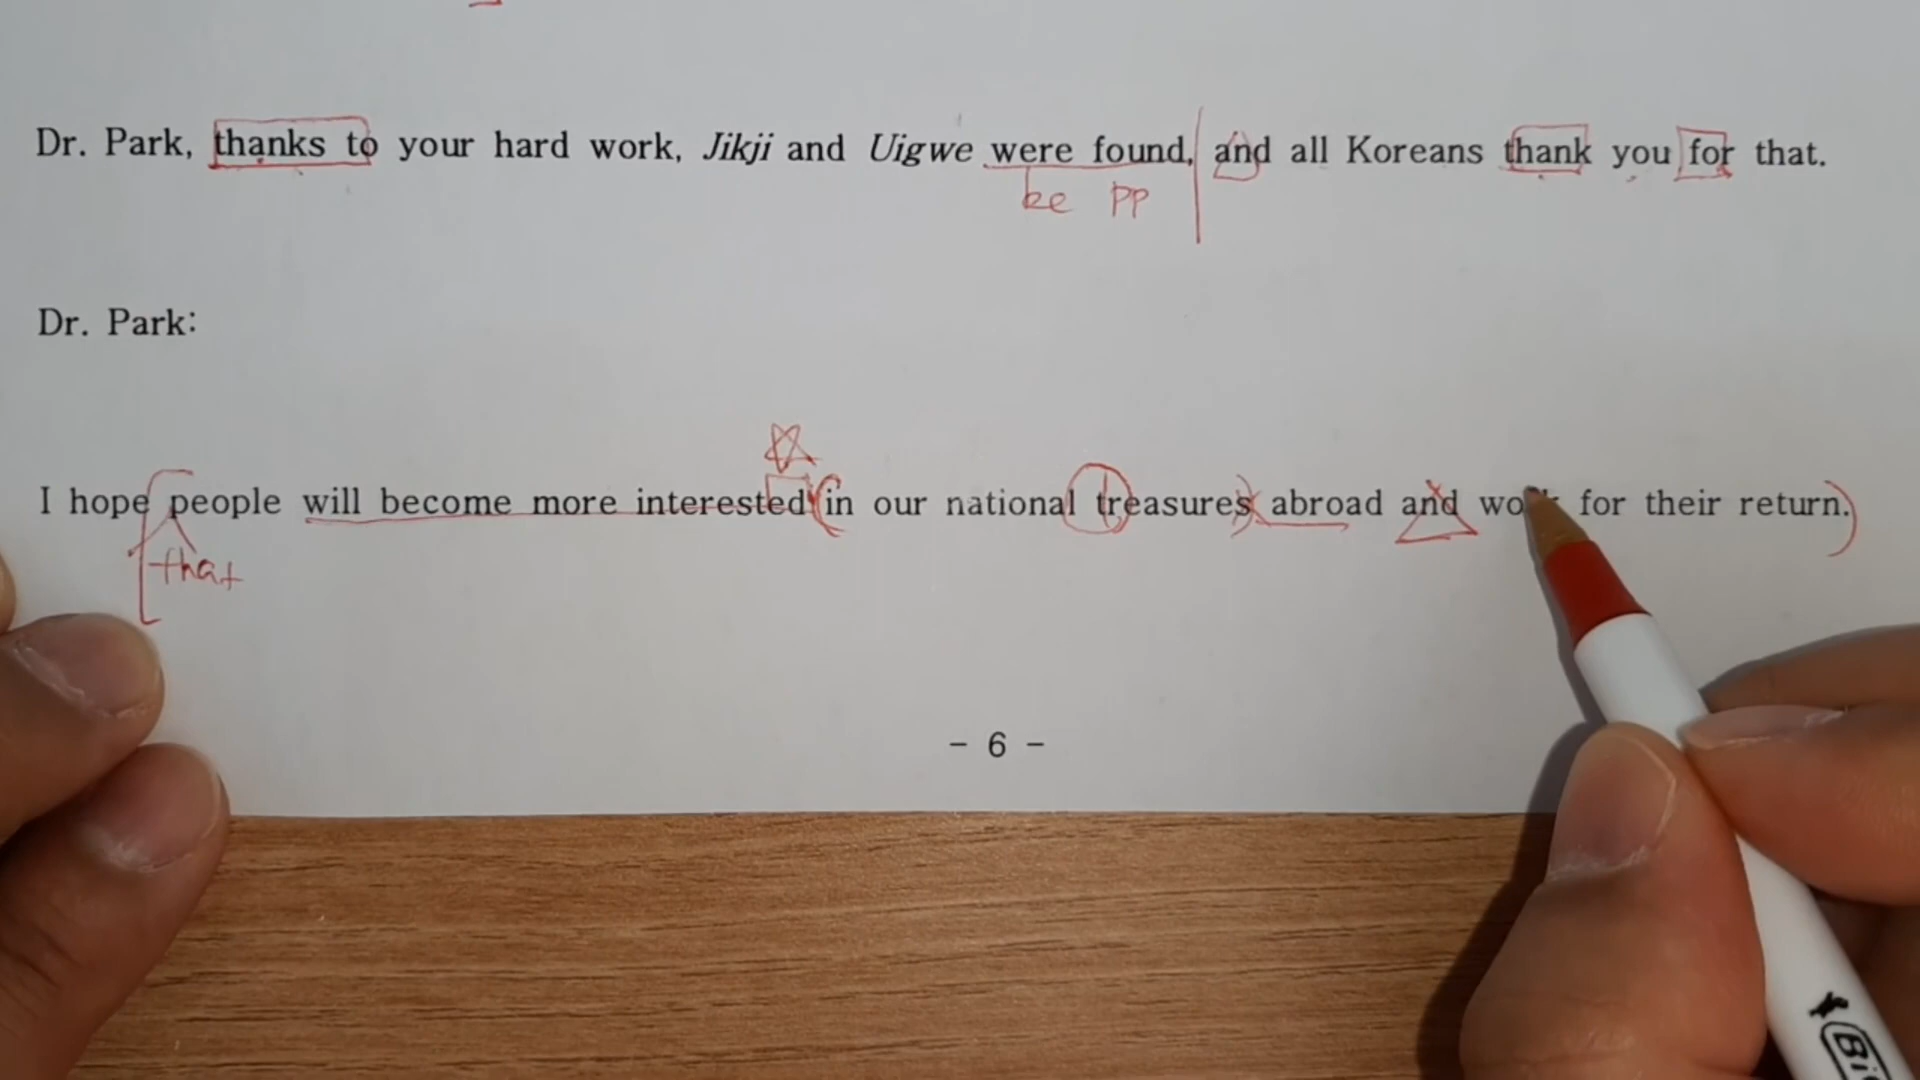 Dr. Park, thanks to your hard work, Jikji and Uigwe were found, and all Koreans thank you for that.
be pp
Dr. Park:
I hope people will become more interested in our national treasures abroad and work for their return.
that
- 6 -